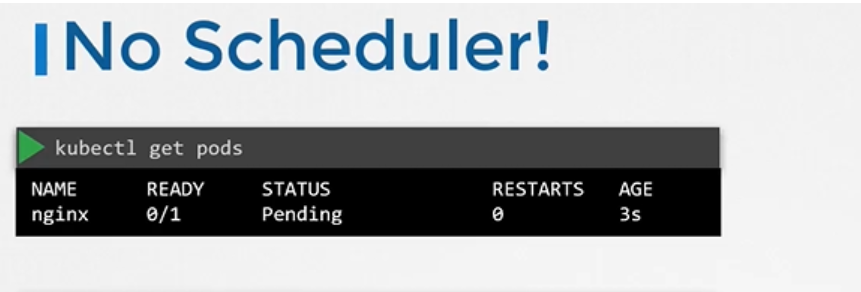 No Scheduler!
kubectl get pods
NAME READY STATUS RESTARTS AGE
nginx 0/1 Pending 0 3s